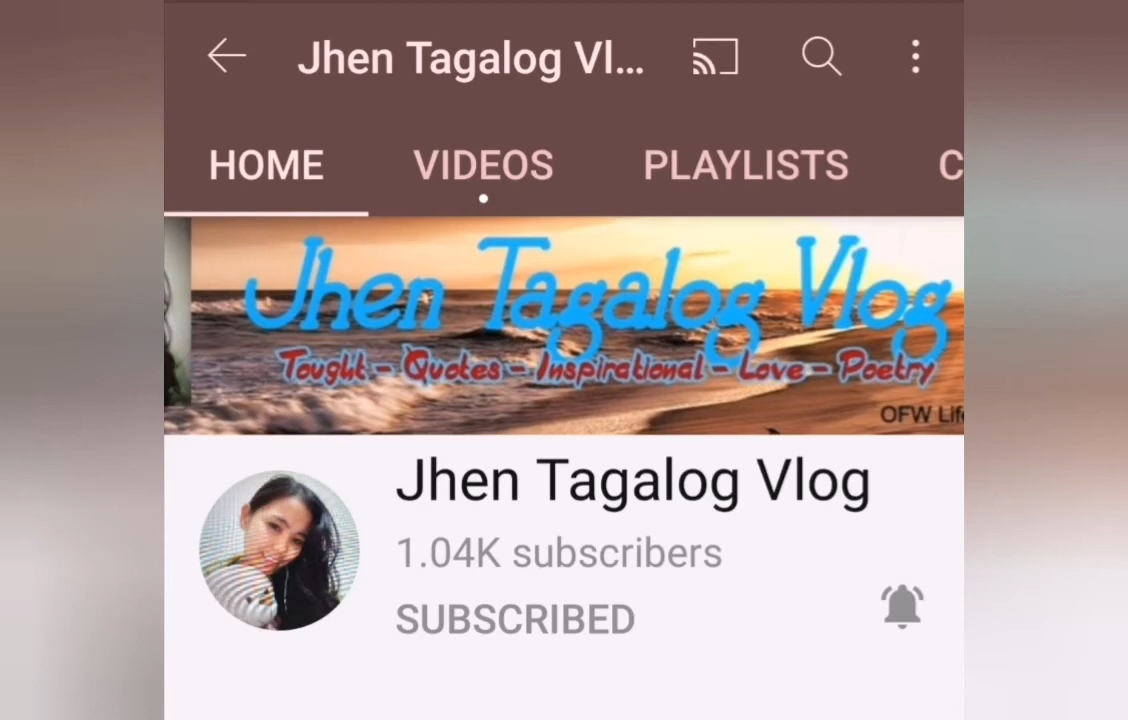 Jhen Tagalog Vl...
HOME VIDEOS PLAYLISTS C
Jhen Tagalog Vlog
Tought - Quotes - Inspirational - Love - Poetry
OFW Life
Jhen Tagalog Vlog
1.04K subscribers
SUBSCRIBED